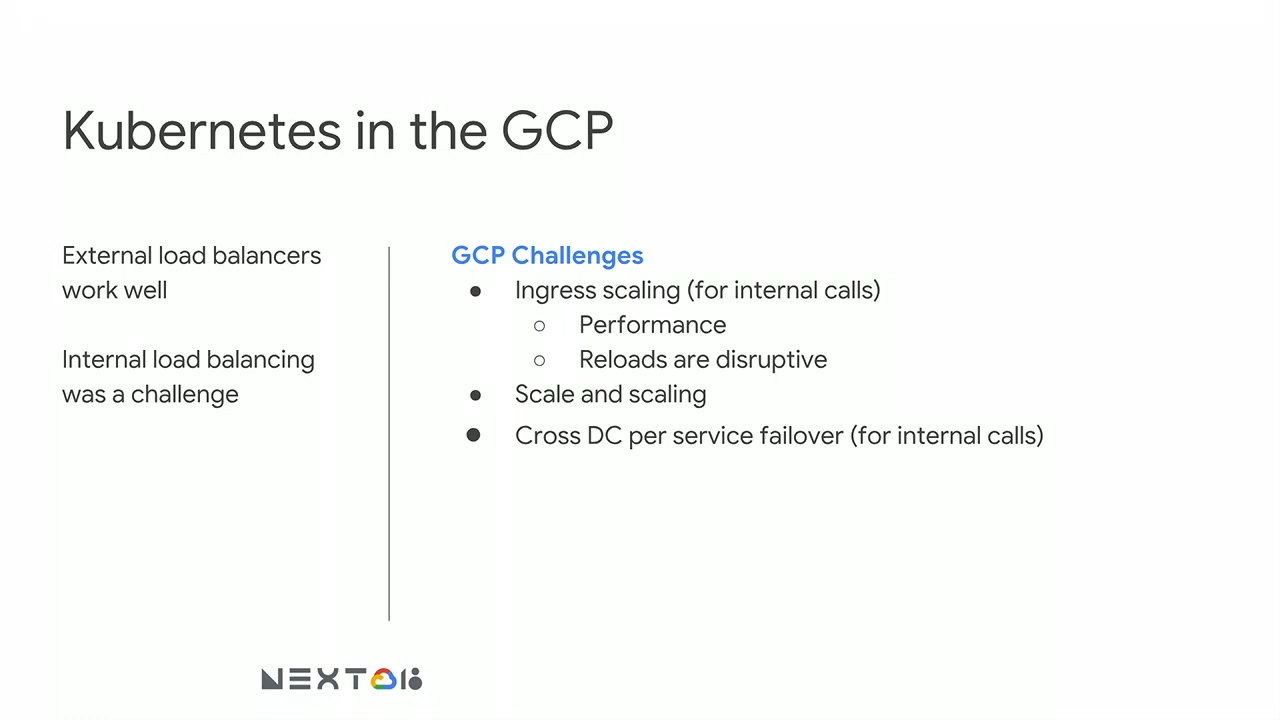 Kubernetes in the GCP
External load balancers
work well
Internal load balancing
was a challenge
GCP Challenges
● Ingress scaling (for internal calls)
○ Performance
○ Reloads are disruptive
● Scale and scaling
● Cross DC per service failover (for internal calls)
NEXT 18